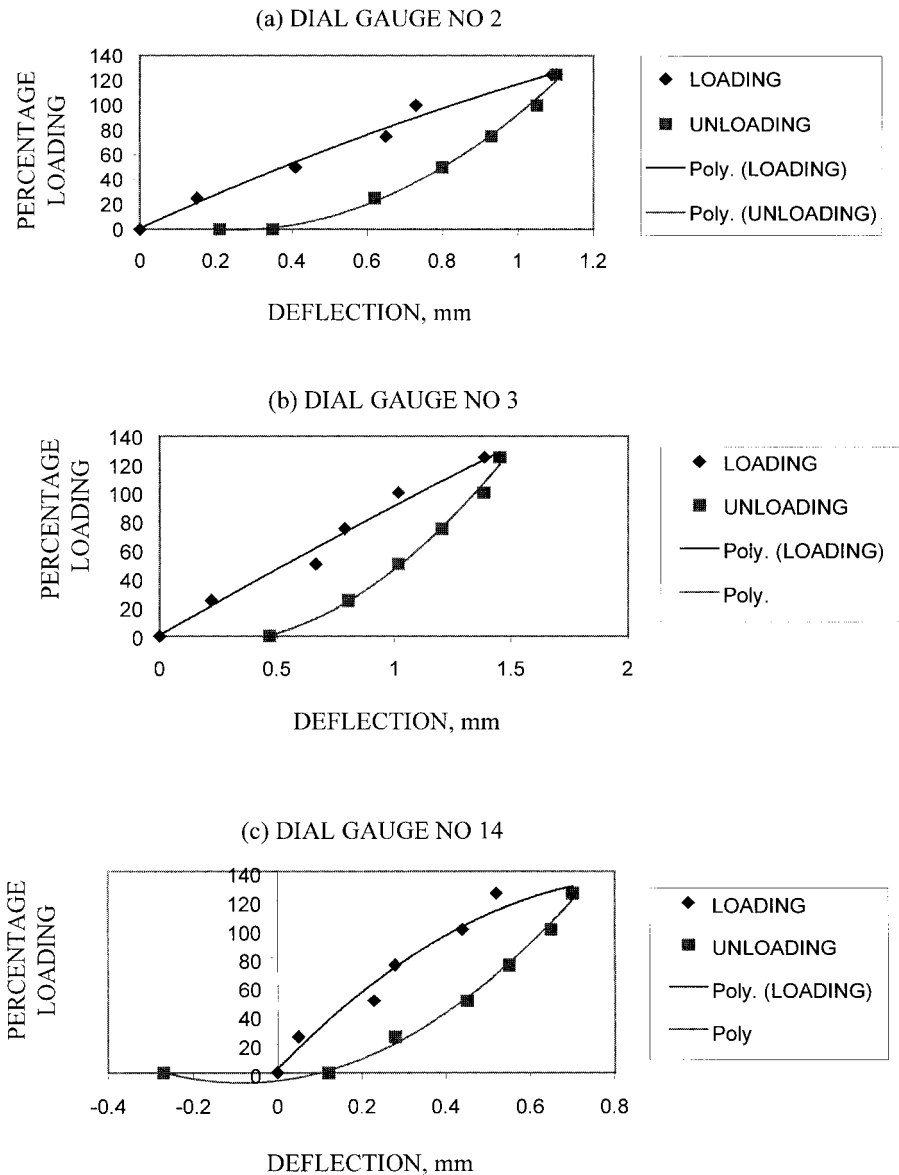 (a) DIAL GAUGE NO 2
PERCENTAGE
LOADING
140
120
100
80
60
40
20
0
0 0.2 0.4 0.6 0.8 1 1.2
DEFLECTION, mm
LOADING
UNLOADING
Poly. (LOADING)
Poly. (UNLOADING)
(b) DIAL GAUGE NO 3
PERCENTAGE
LOADING
140
120
100
80
60
40
20
0
0 0.5 1 1.5 2
DEFLECTION, mm
LOADING
UNLOADING
Poly. (LOADING)
Poly.
(c) DIAL GAUGE NO 14
PERCENTAGE
LOADING
140
120
100
80
60
40
20
0
-0.4 -0.2 0 0.2 0.4 0.6 0.8
DEFLECTION, mm
LOADING
UNLOADING
Poly. (LOADING)
Poly